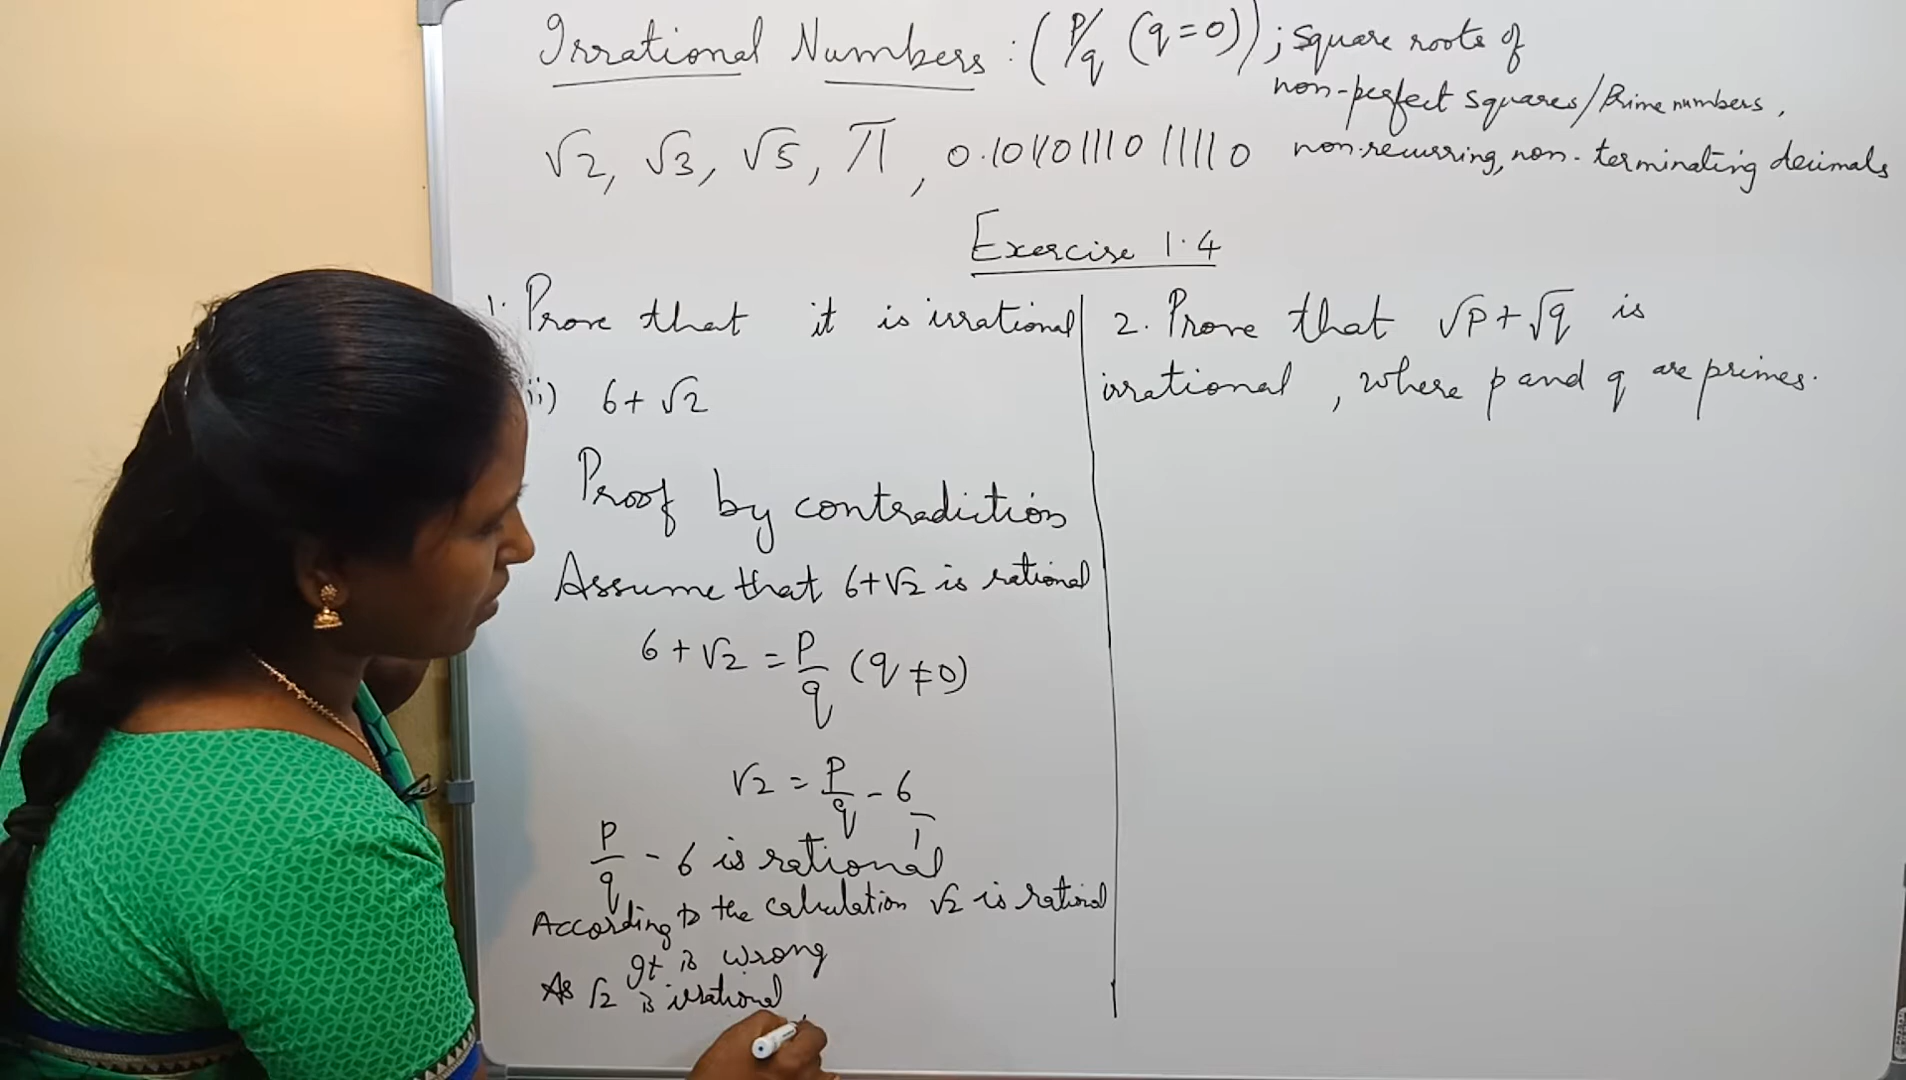 Irrational Numbers : (P/q (q=0)) ; square roots of
non-perfect squares/Prime numbers,
√2, √3, √5, π, 0.10110111011110 non-recurring, non-terminating decimals
Exercise 1.4
1. Prove that it is irrational
ii) 6+√2
Proof by contradiction
Assume that 6+√2 is rational
6+√2 = P/q (q≠0)
√2 = P/q - 6/1
P/q - 6 is rational
According to the calculation √2 is rational
It is wrong
As √2 is irrational
2. Prove that √P+√q is
irrational, where p and q are primes.